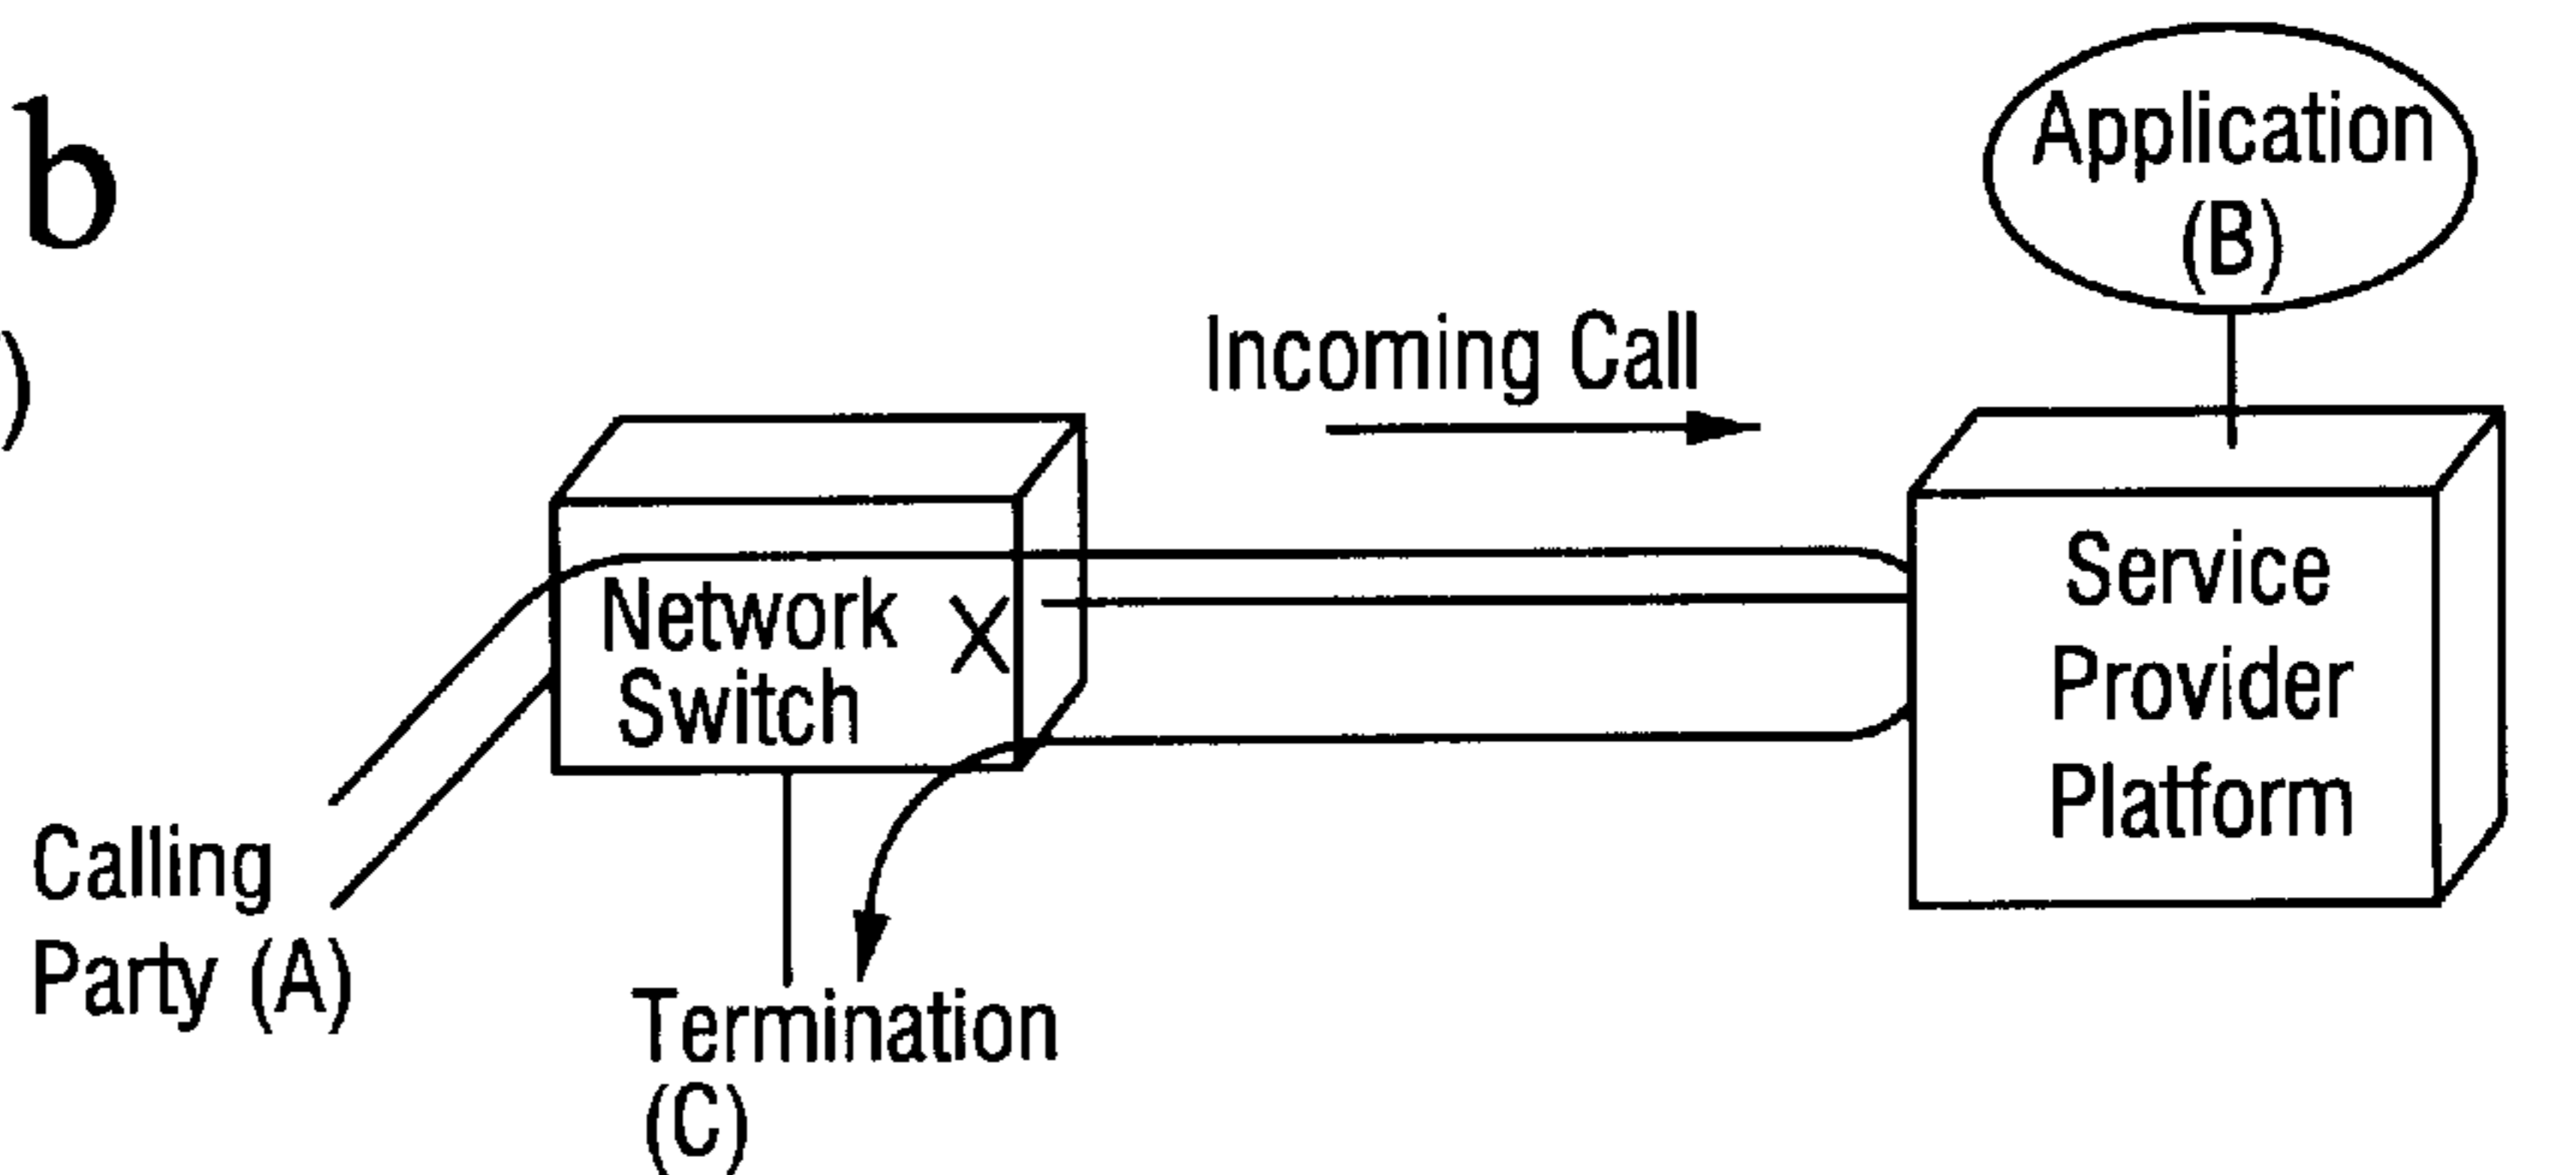 b
)
Application
(B)
Incoming Call
Network
Switch
X
Service
Provider
Platform
Calling
Party (A)
Termination
(C)